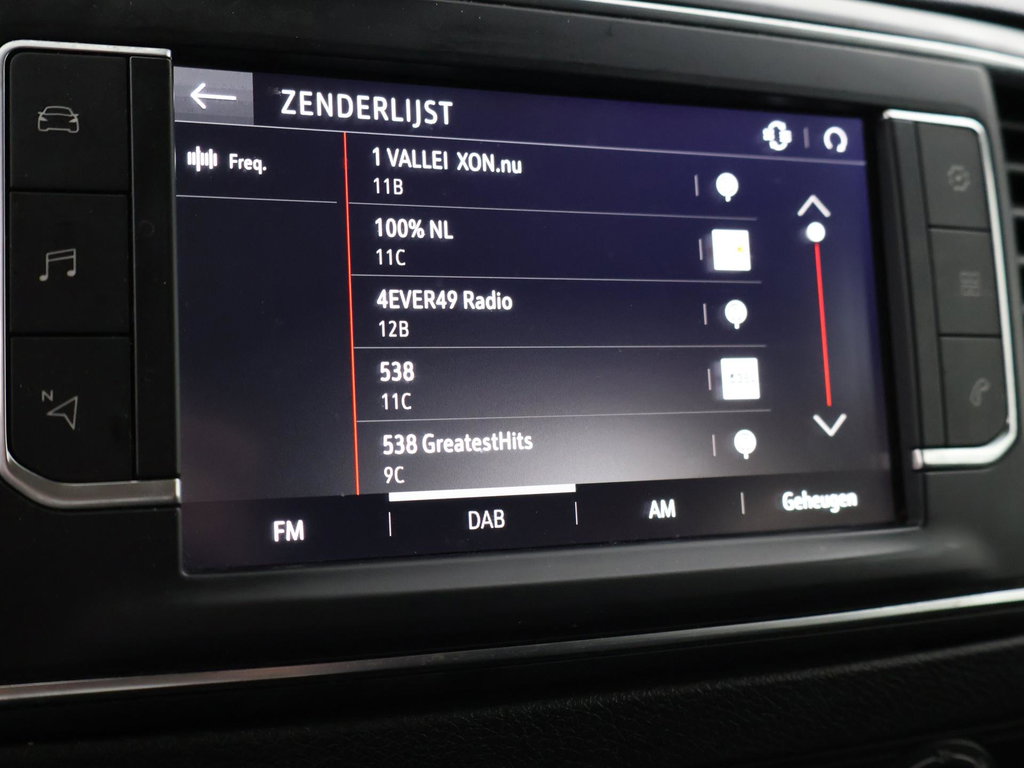 ZENDERLIJST
Freq.
1 VALLEI XON.nu
11B
100% NL
11C
4EVER49 Radio
12B
538
11C
538 GreatestHits
9C
N
FM
DAB
AM
Geheugen